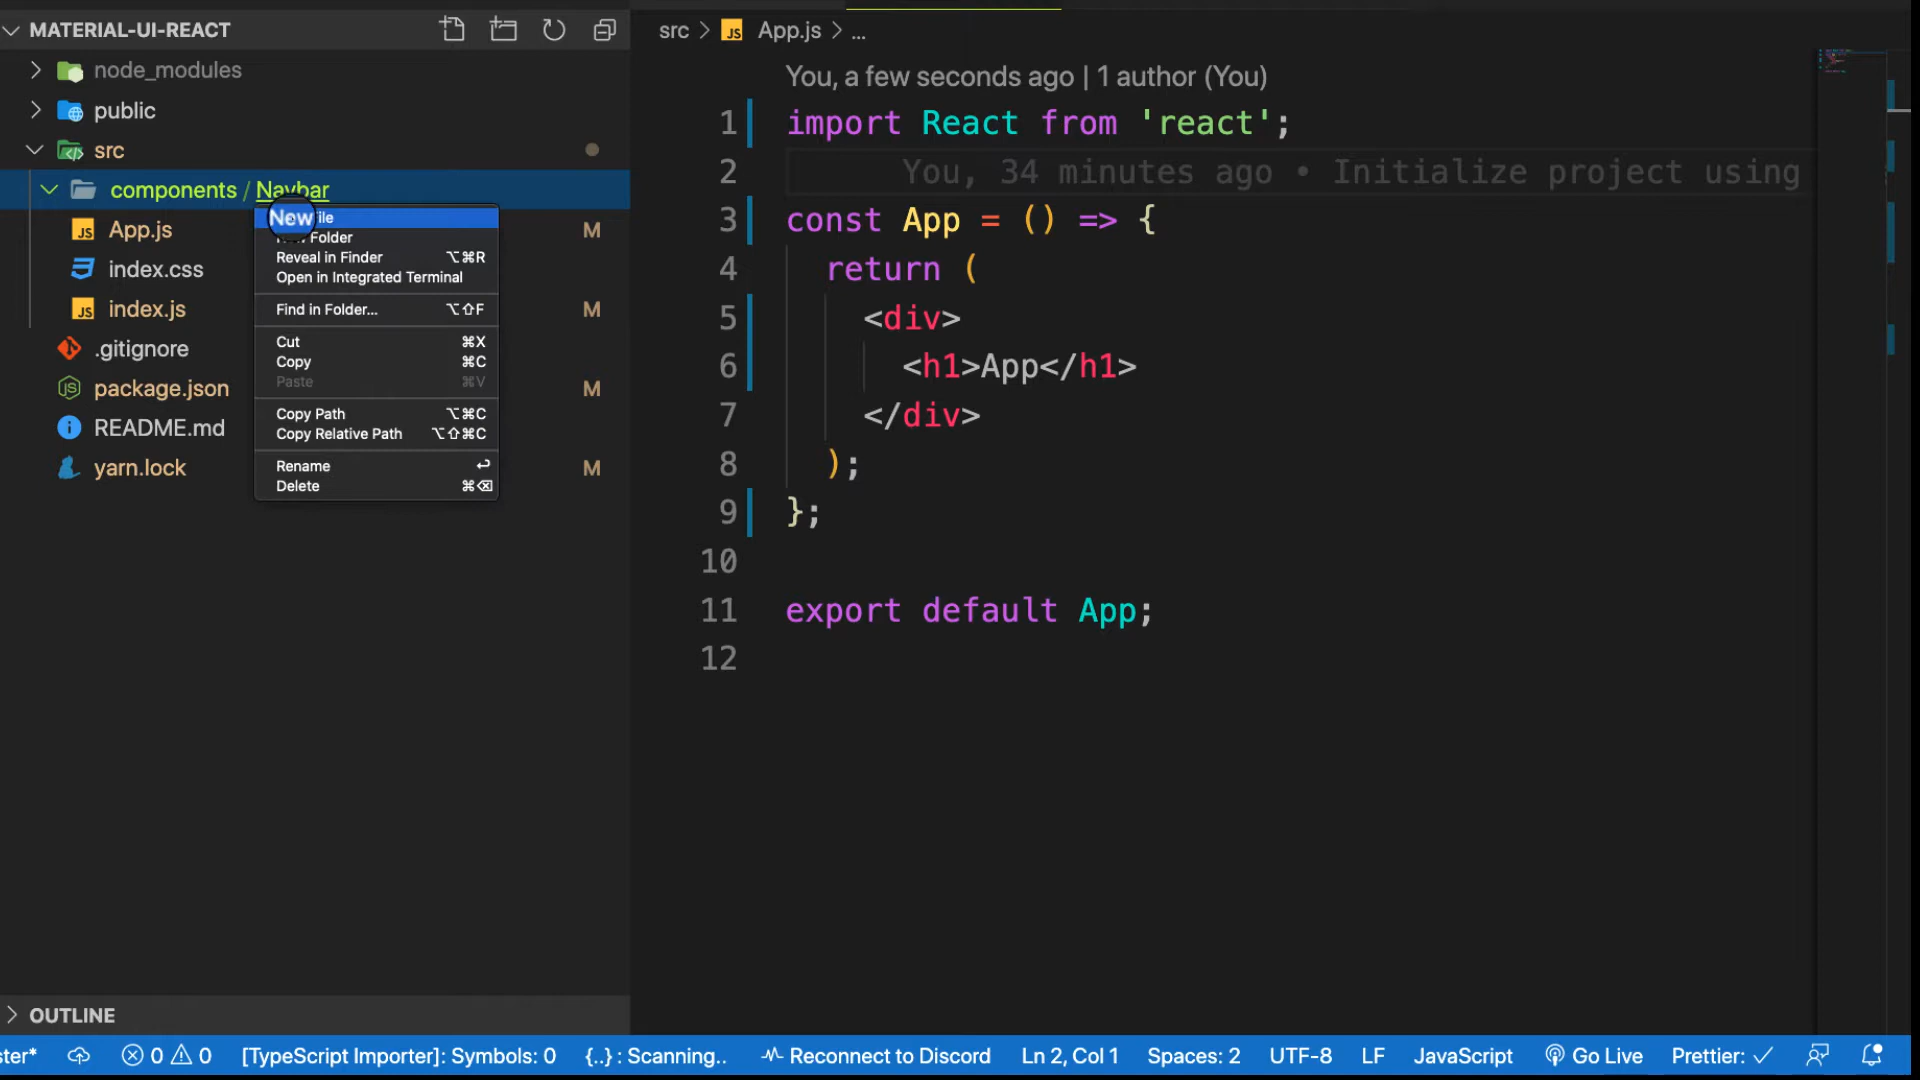 MATERIAL-UI-REACT
node_modules
public
src
components / Navbar
App.js M
index.css
index.js M
.gitignore
package.json M
README.md
yarn.lock M
New ile
Folder
Reveal in Finder ⌥⌘R
Open in Integrated Terminal
Find in Folder... ⌥⇧F
Cut ⌘X
Copy ⌘C
Paste ⌘V
Copy Path ⌥⌘C
Copy Relative Path ⌥⇧⌘C
Rename ↩
Delete ⌘⌫
OUTLINE
src > JS App.js > ...
You, a few seconds ago | 1 author (You)
1 import React from 'react';
2 You, 34 minutes ago • Initialize project using
3 const App = () => {
4 return (
5 <div>
6 <h1>App</h1>
7 </div>
8 );
9 };
10
11 export default App;
12
ster* 0 0 [TypeScript Importer]: Symbols: 0 {..} : Scanning.. Reconnect to Discord Ln 2, Col 1 Spaces: 2 UTF-8 LF JavaScript Go Live Prettier: ✓